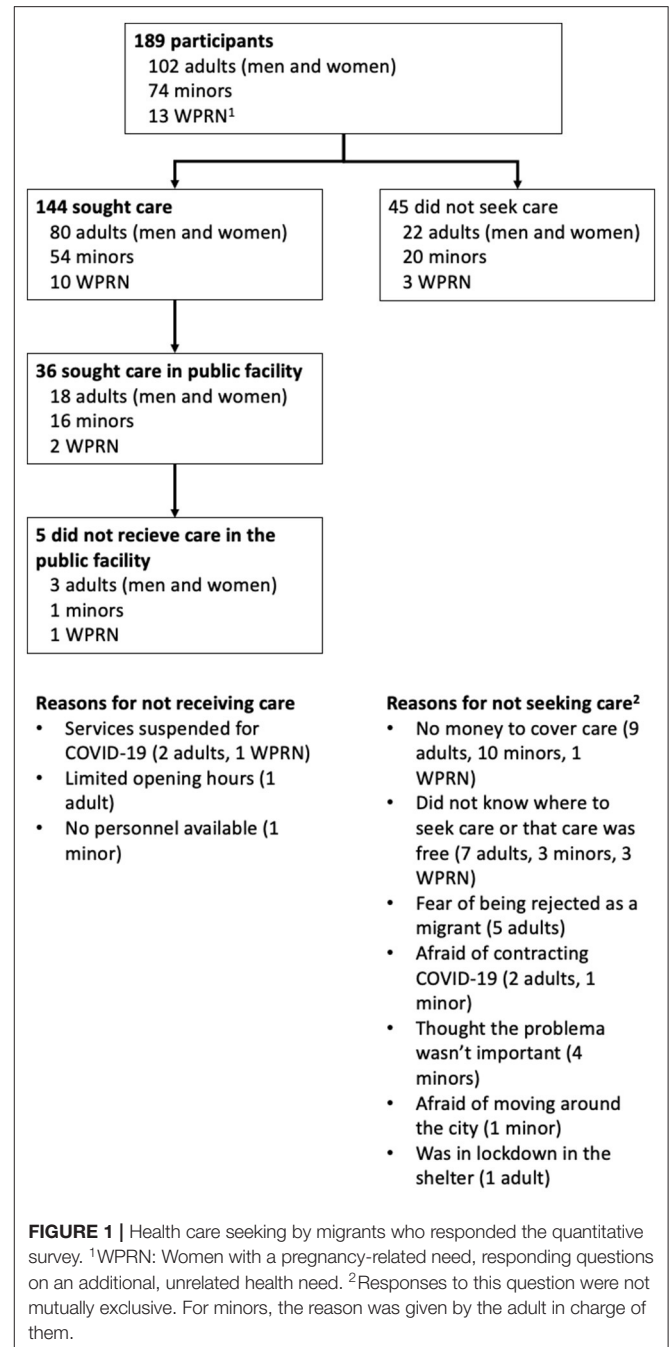 189 participants
102 adults (men and women)
74 minors
13 WPRN¹
144 sought care
80 adults (men and women)
54 minors
10 WPRN
45 did not seek care
22 adults (men and women)
20 minors
3 WPRN
36 sought care in public facility
18 adults (men and women)
16 minors
2 WPRN
5 did not recieve care in the
public facility
3 adults (men and women)
1 minors
1 WPRN
Reasons for not receiving care
• Services suspended for
COVID-19 (2 adults, 1 WPRN)
• Limited opening hours (1
adult)
• No personnel available (1
minor)
Reasons for not seeking care²
• No money to cover care (9
adults, 10 minors, 1
WPRN)
• Did not know where to
seek care or that care was
free (7 adults, 3 minors, 3
WPRN)
• Fear of being rejected as a
migrant (5 adults)
• Afraid of contracting
COVID-19 (2 adults, 1
minor)
• Thought the problema
wasn't important (4
minors)
• Afraid of moving around
the city (1 minor)
• Was in lockdown in the
shelter (1 adult)
FIGURE 1 | Health care seeking by migrants who responded the quantitative
survey. ¹WPRN: Women with a pregnancy-related need, responding questions
on an additional, unrelated health need. ²Responses to this question were not
mutually exclusive. For minors, the reason was given by the adult in charge of
them.